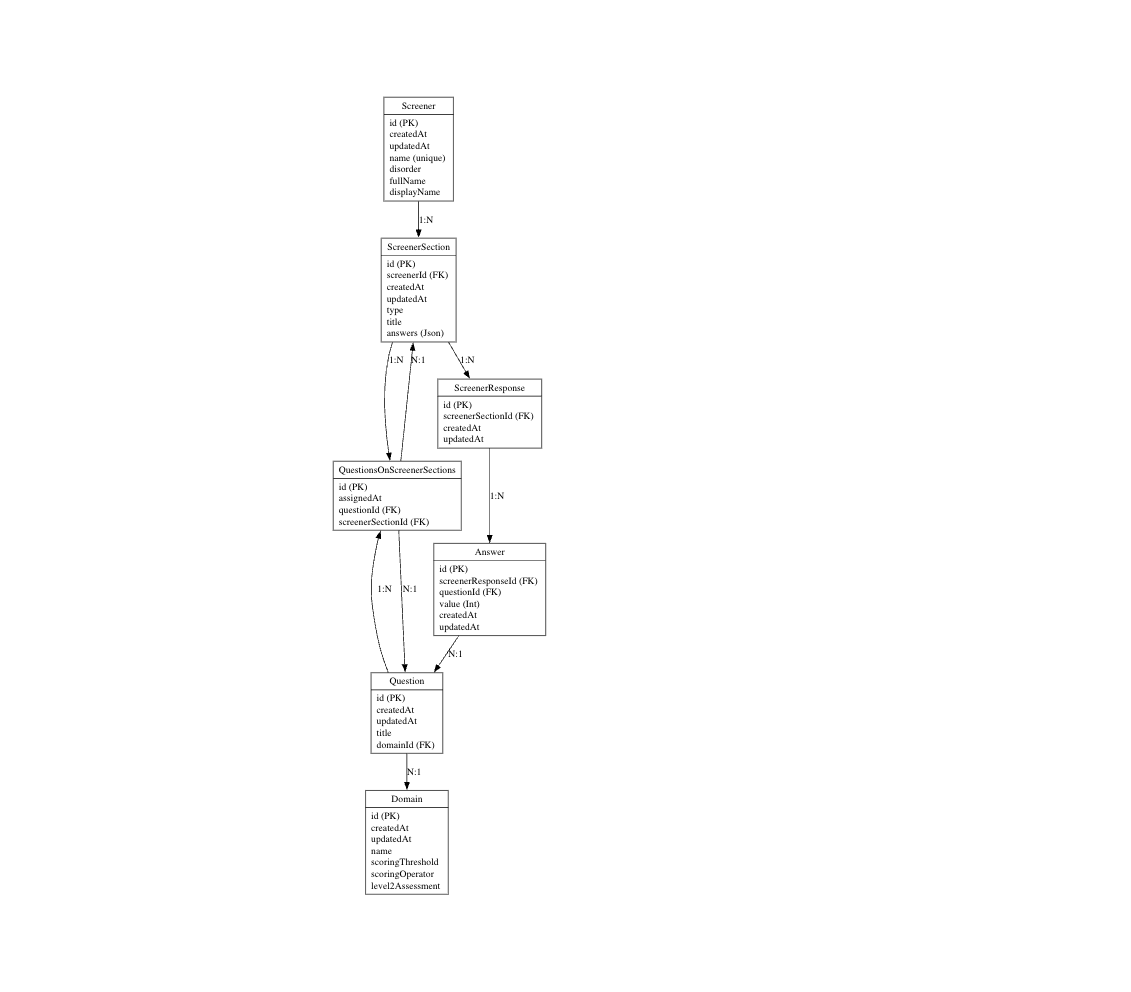 Screener
id (PK)
createdAt
updatedAt
name (unique)
disorder
fullName
displayName
1:N
ScreenerSection
id (PK)
screenerId (FK)
createdAt
updatedAt
type
title
answers (Json)
1:N
N:1
1:N
ScreenerResponse
id (PK)
screenerSectionId (FK)
createdAt
updatedAt
QuestionsOnScreenerSections
id (PK)
assignedAt
questionId (FK)
screenerSectionId (FK)
1:N
Answer
id (PK)
screenerResponseId (FK)
questionId (FK)
value (Int)
createdAt
updatedAt
1:N
N:1
N:1
Question
id (PK)
createdAt
updatedAt
title
domainId (FK)
N:1
Domain
id (PK)
createdAt
updatedAt
name
scoringThreshold
scoringOperator
level2Assessment